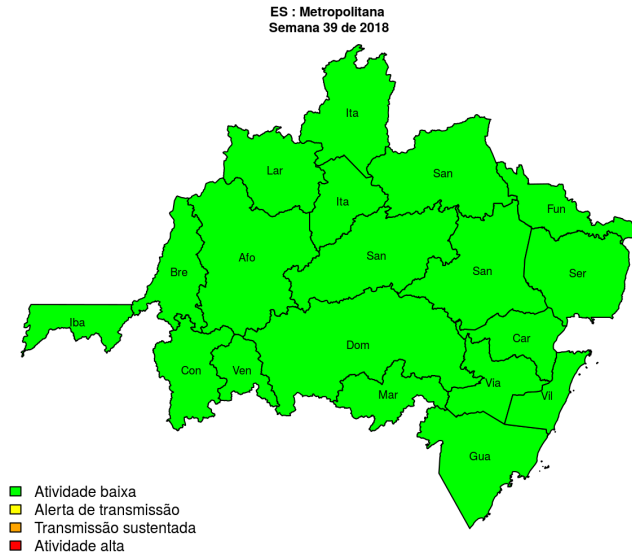 ES : Metropolitana
Semana 39 de 2018
Ita
Lar
San
Ita
Fun
Afo
San
San
Bre
Ser
Iba
Dom
Car
Con
Ven
Mar
Via
Vil
Gua
Atividade baixa
Alerta de transmissão
Transmissão sustentada
Atividade alta